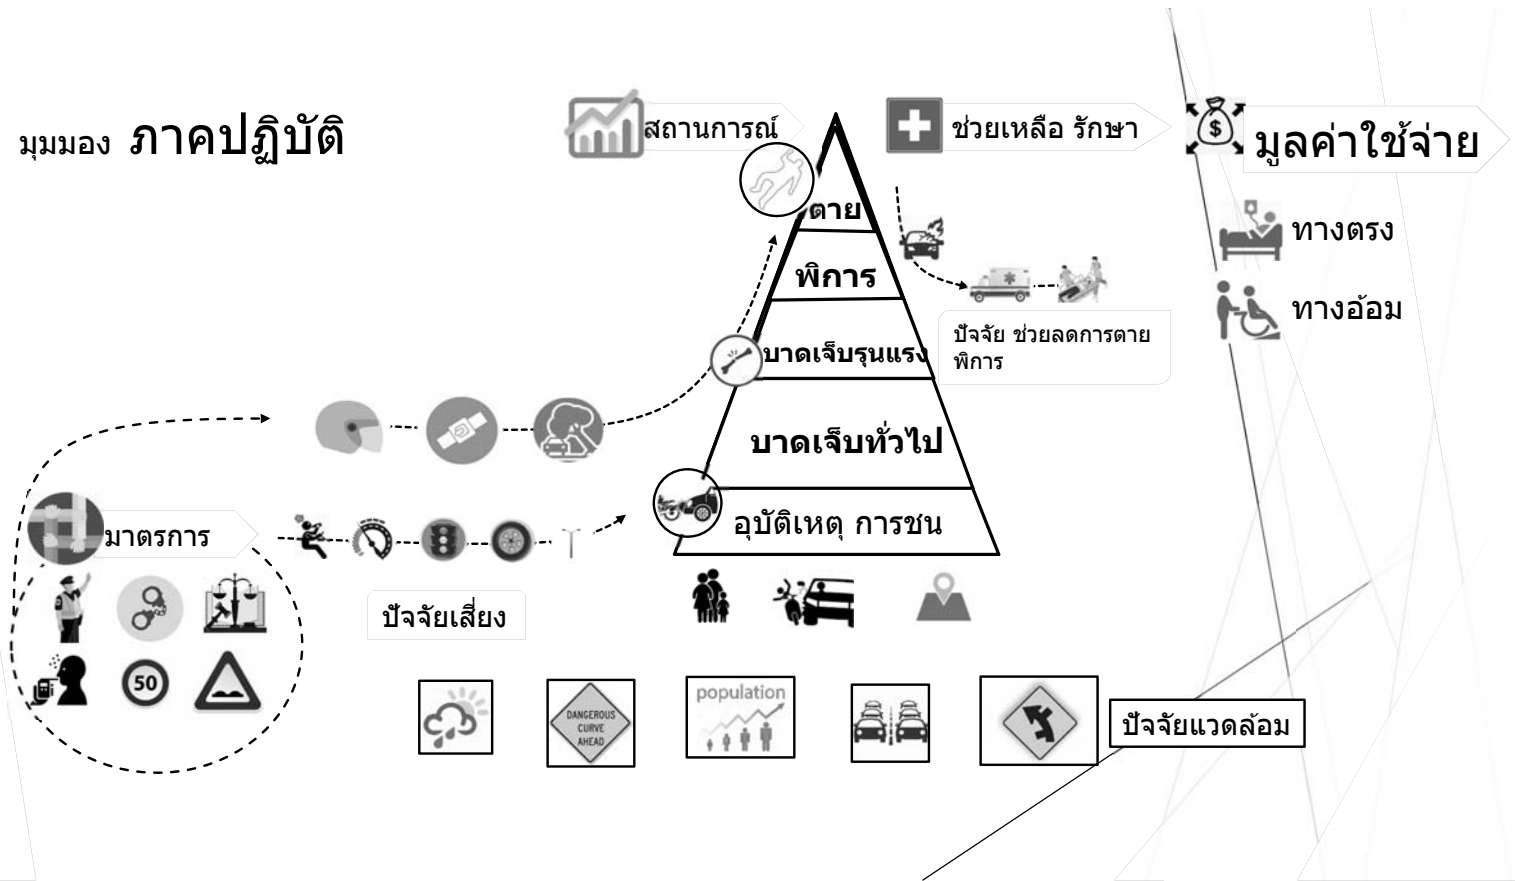 มุมมอง ภาคปฏิบัติ
สถานการณ์
ช่วยเหลือ รักษา
มูลค่าใช้จ่าย
ตาย
ทางตรง
พิการ
ทางอ้อม
บาดเจ็บรุนแรง
ปัจจัย ช่วยลดการตาย
พิการ
บาดเจ็บทั่วไป
มาตรการ
อุบัติเหตุ การชน
ปัจจัยเสี่ยง
50
DANGEROUS
CURVE
AHEAD
population
ปัจจัยแวดล้อม